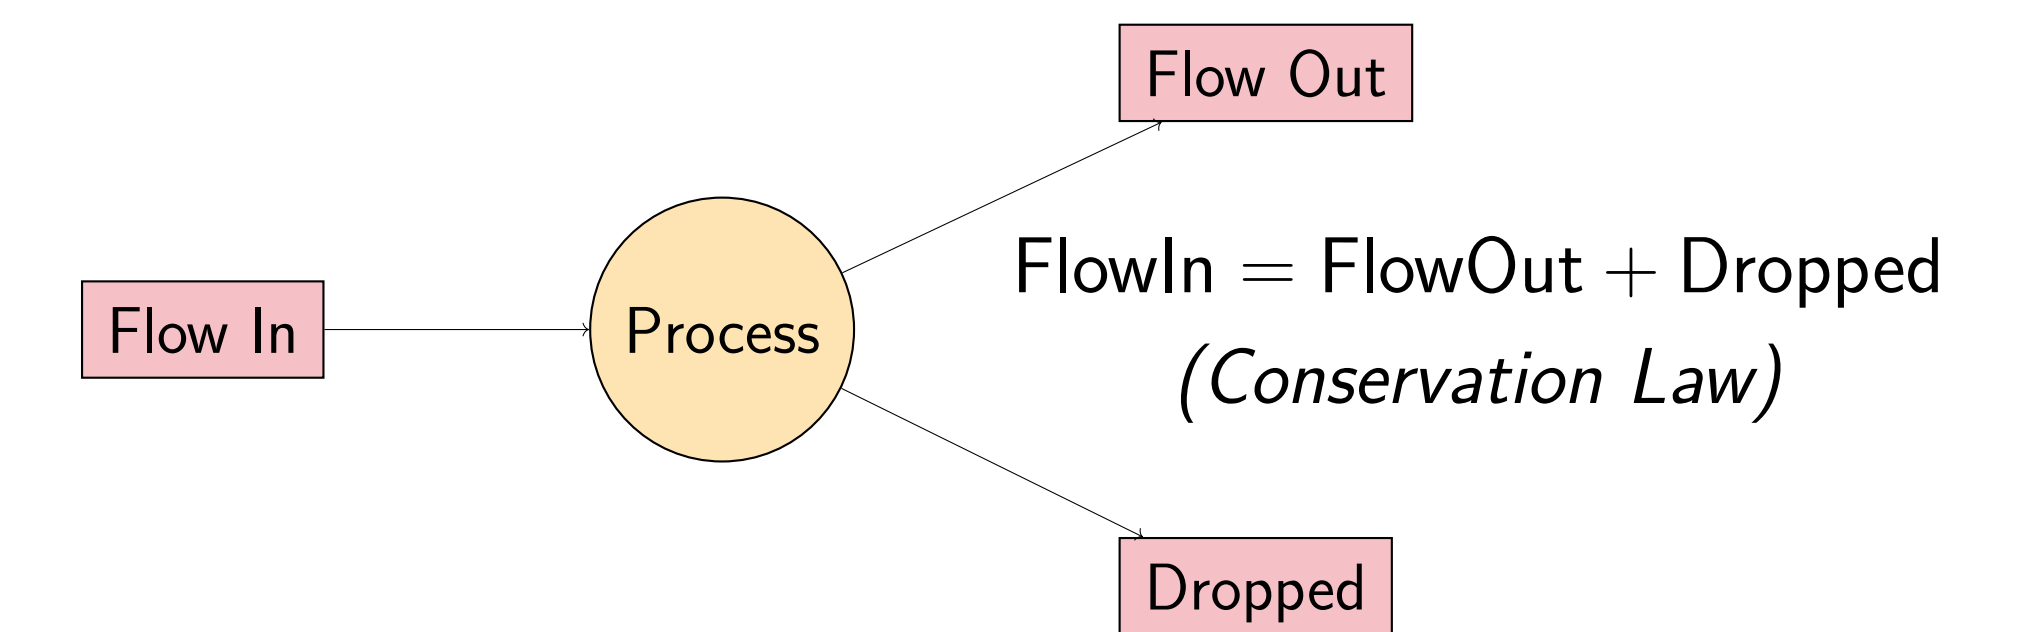 Flow Out
FlowIn = FlowOut + Dropped
(Conservation Law)
Flow In
Process
Dropped